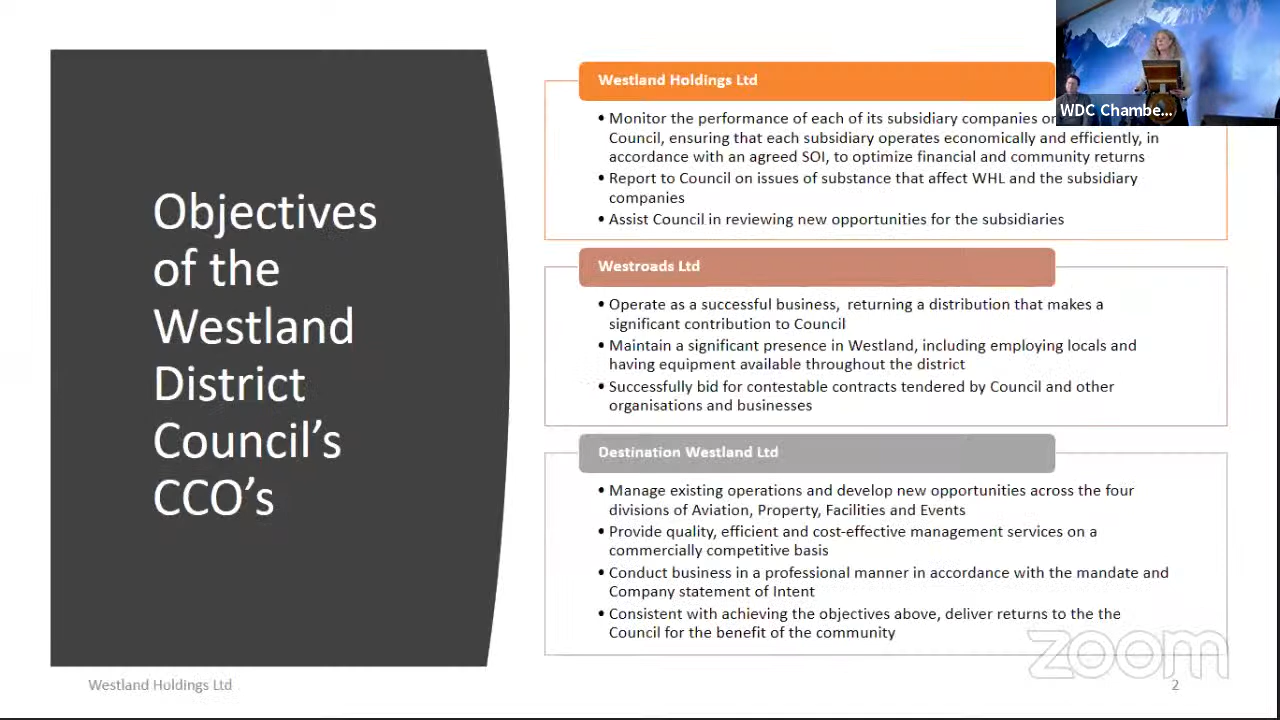 Objectives
of the
Westland
District
Council's
CCO's
Westland Holdings Ltd
• Monitor the performance of each of its subsidiary companies
Council, ensuring that each subsidiary operates economically and efficiently, in
accordance with an agreed SOI, to optimize financial and community returns
• Report to Council on issues of substance that affect WHL and the subsidiary
companies
• Assist Council in reviewing new opportunities for the subsidiaries
Westroads Ltd
• Operate as a successful business, returning a distribution that makes a
significant contribution to Council
• Maintain a significant presence in Westland, including employing locals and
having equipment available throughout the district
• Successfully bid for contestable contracts tendered by Council and other
organisations and businesses
Destination Westland Ltd
• Manage existing operations and develop new opportunities across the four
divisions of Aviation, Property, Facilities and Events
• Provide quality, efficient and cost-effective management services on a
commercially competitive basis
• Conduct business in a professional manner in accordance with the mandate and
Company statement of Intent
• Consistent with achieving the objectives above, deliver returns to the the
Council for the benefit of the community
WDC Chambe...
Westland Holdings Ltd
2
zoom